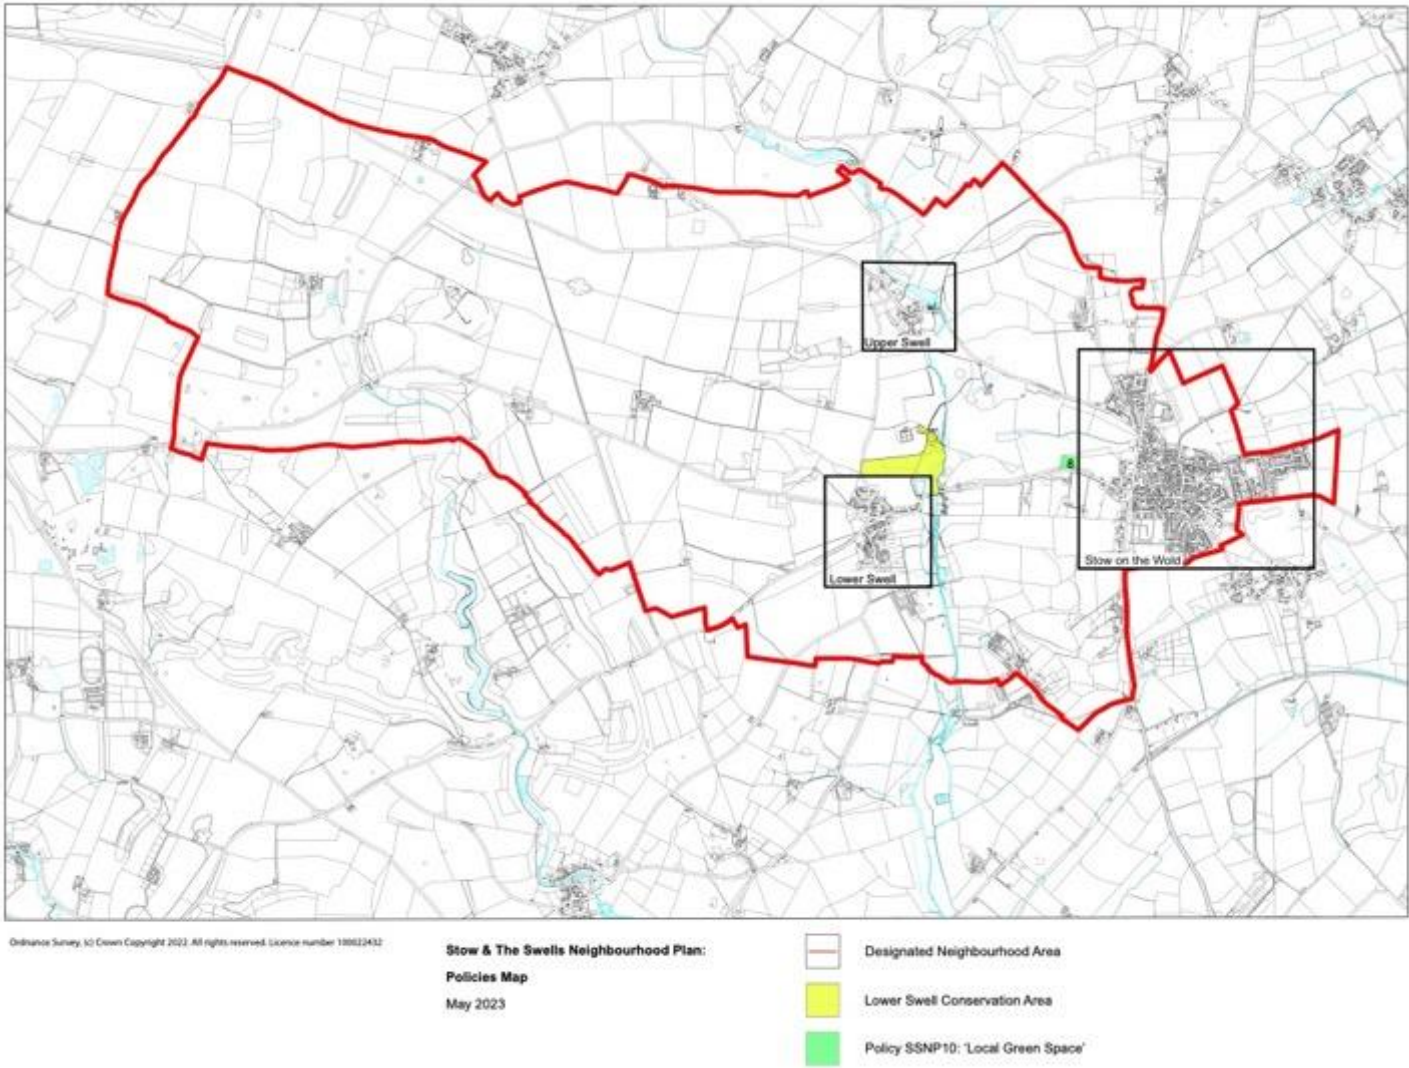 Upper Swell
8
Stow on the Wold
Lower Swell
Ordnance Survey, (c) Crown Copyright 2022. All rights reserved. Licence number 100022432
Stow & The Swells Neighbourhood Plan:
Policies Map
May 2023
Designated Neighbourhood Area
Lower Swell Conservation Area
Policy SSNP10: 'Local Green Space'